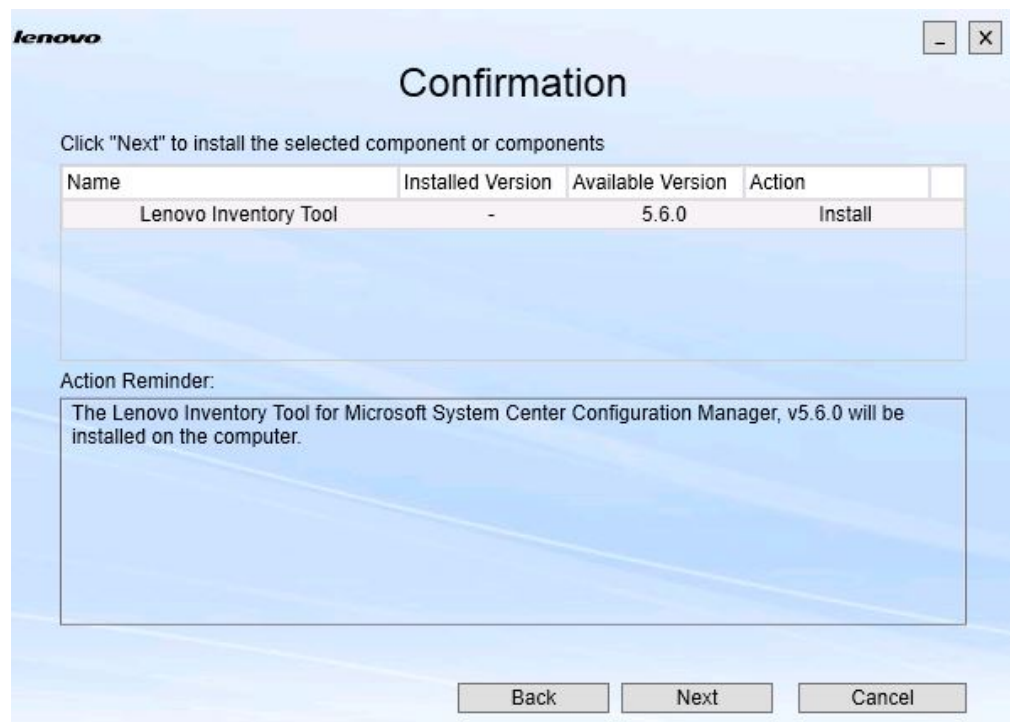 lenovo
_ X
Confirmation
Click "Next" to install the selected component or components
Name Installed Version Available Version Action
Lenovo Inventory Tool - 5.6.0 Install
Action Reminder:
The Lenovo Inventory Tool for Microsoft System Center Configuration Manager, v5.6.0 will be
installed on the computer.
Back Next Cancel